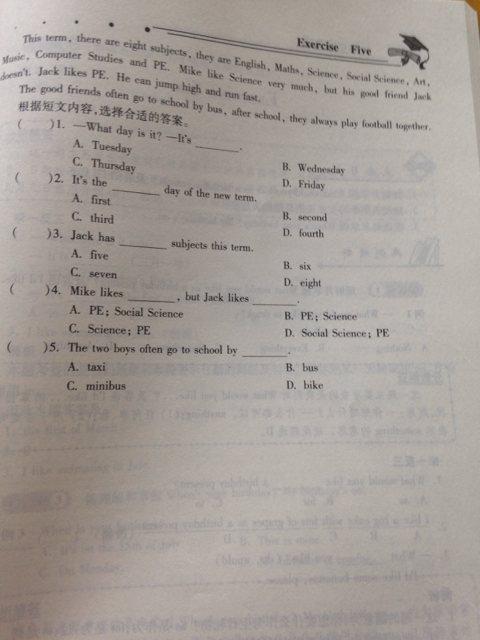 Exercise Five
This term, there are eight subjects, they are English, Maths, Science, Social Science, Art,
Music, Computer Studies and PE. Mike like Science very much, but his good friend Jack
doesn't. Jack likes PE. He can jump high and run fast.
The good friends often go to school by bus, after school, they always play football together.
根据短文内容,选择合适的答案。
( )1. —What day is it? —It's ______.
A. Tuesday
B. Wednesday
C. Thursday
D. Friday
( )2. It's the ______ day of the new term.
A. first
B. second
C. third
D. fourth
( )3. Jack has ______ subjects this term.
A. five
B. six
C. seven
D. eight
( )4. Mike likes ______, but Jack likes ______.
A. PE; Social Science
B. PE; Science
C. Science; PE
D. Social Science; PE
( )5. The two boys often go to school by ______.
A. taxi
B. bus
C. minibus
D. bike